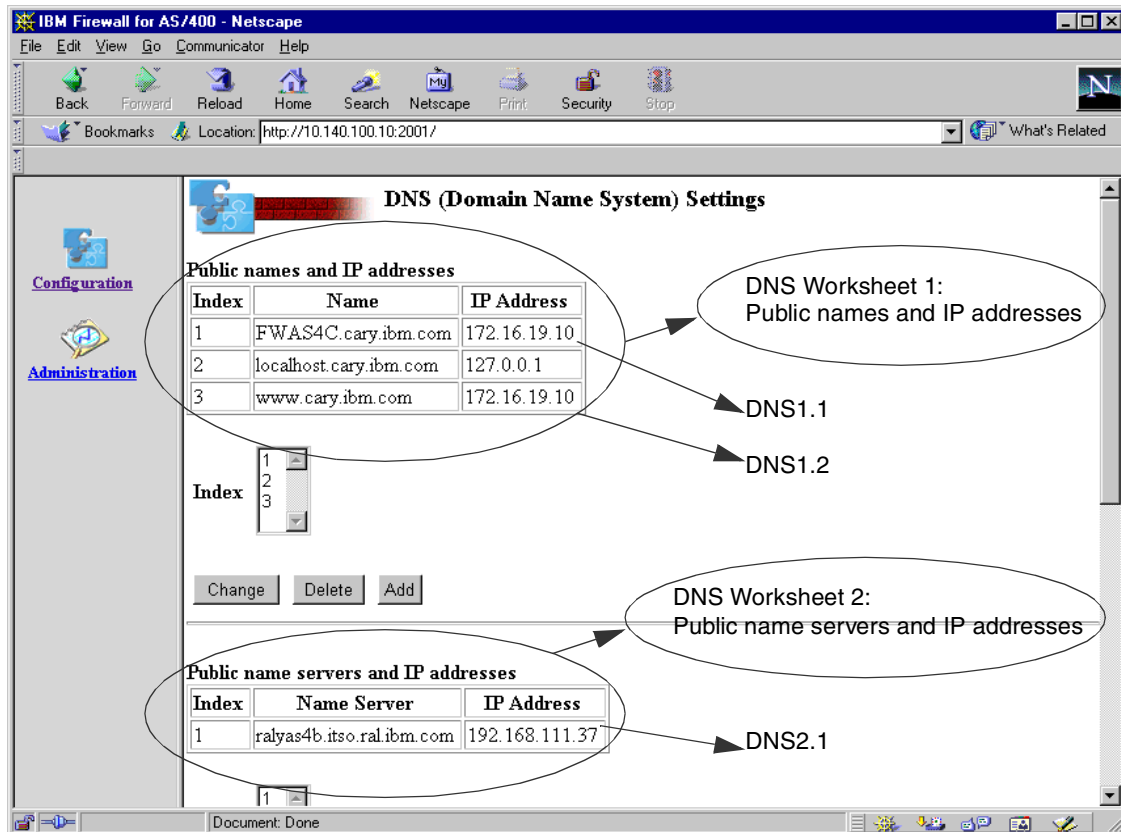 IBM Firewall for AS/400 - Netscape
File Edit View Go Communicator Help
Back Forward Reload Home Search Netscape Print Security Stop
My
N
Bookmarks Location: http://10.140.100.10:2001/ What's Related
Configuration
Administration
DNS (Domain Name System) Settings
Public names and IP addresses
Index Name IP Address
1 FWAS4C.cary.ibm.com 172.16.19.10
2 localhost.cary.ibm.com 127.0.0.1
3 www.cary.ibm.com 172.16.19.10
DNS Worksheet 1:
Public names and IP addresses
DNS1.1
DNS1.2
Index
1
2
3
Change Delete Add
DNS Worksheet 2:
Public name servers and IP addresses
Public name servers and IP addresses
Index Name Server IP Address
1 ralyas4b.itso.ral.ibm.com 192.168.111.37
DNS2.1
1
Document: Done